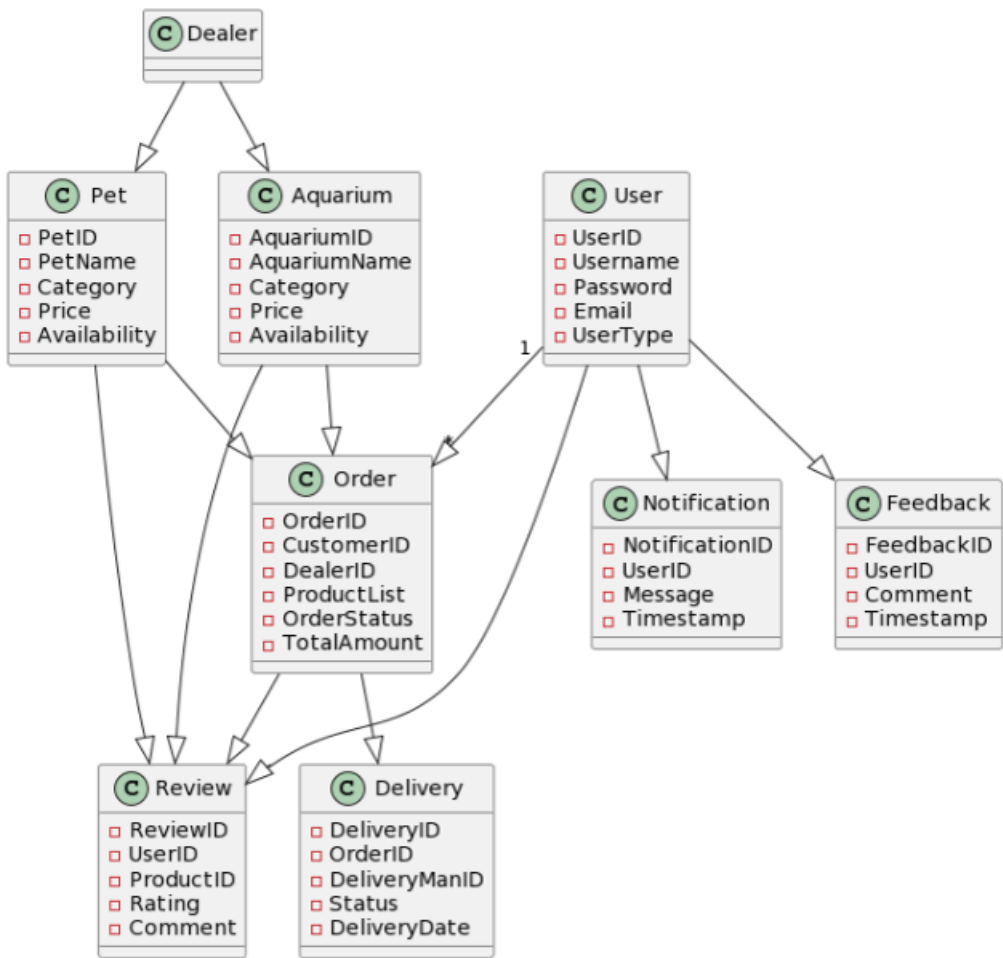 C Dealer
C Pet
PetID
PetName
Category
Price
Availability
C Aquarium
AquariumID
AquariumName
Category
Price
Availability
C User
UserID
Username
Password
Email
UserType
1
*
C Order
OrderID
CustomerID
DealerID
ProductList
OrderStatus
TotalAmount
C Notification
NotificationID
UserID
Message
Timestamp
C Feedback
FeedbackID
UserID
Comment
Timestamp
C Review
ReviewID
UserID
ProductID
Rating
Comment
C Delivery
DeliveryID
OrderID
DeliveryManID
Status
DeliveryDate